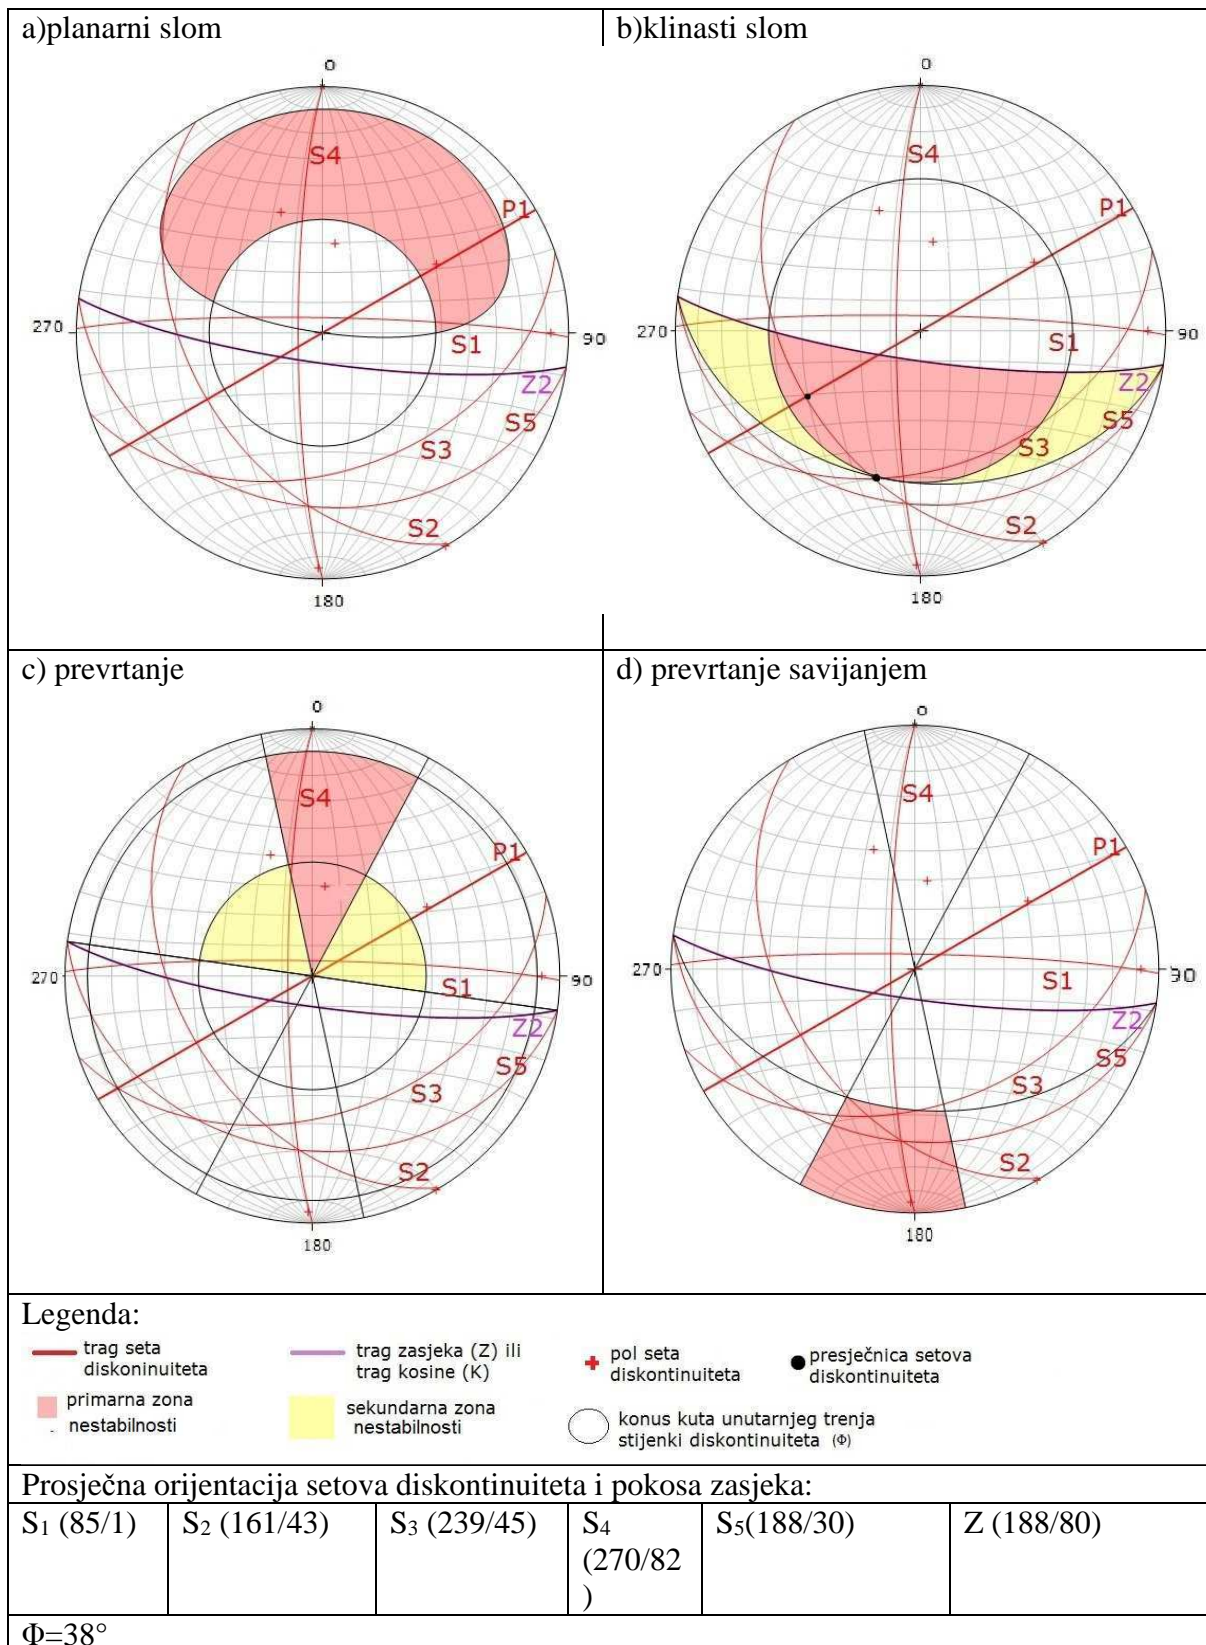 a)planarni slom
b)klinasti slom
0
S4
P1
270
90
S1
Z2
S5
S3
S2
180
0
S4
P1
270
90
S1
Z2
S5
S3
S2
180
c) prevrtanje
d) prevrtanje savijanjem
0
S4
P1
270
90
S1
Z2
S5
S3
S2
180
0
S4
P1
270
90
S1
Z2
S5
S3
S2
180
Legenda:
trag seta
diskoninuiteta
trag zasjeka (Z) ili
trag kosine (K)
pol seta
diskontinuiteta
presječnica setova
diskontinuiteta
primarna zona
nestabilnosti
sekundarna zona
nestabilnosti
konus kuta unutarnjeg trenja
stijenki diskontinuiteta (Φ)
Prosječna orijentacija setova diskontinuiteta i pokosa zasjeka:
S₁ (85/1)
S₂ (161/43)
S₃ (239/45)
S₄
(270/82
)
S₅(188/30)
Z (188/80)
Φ=38°